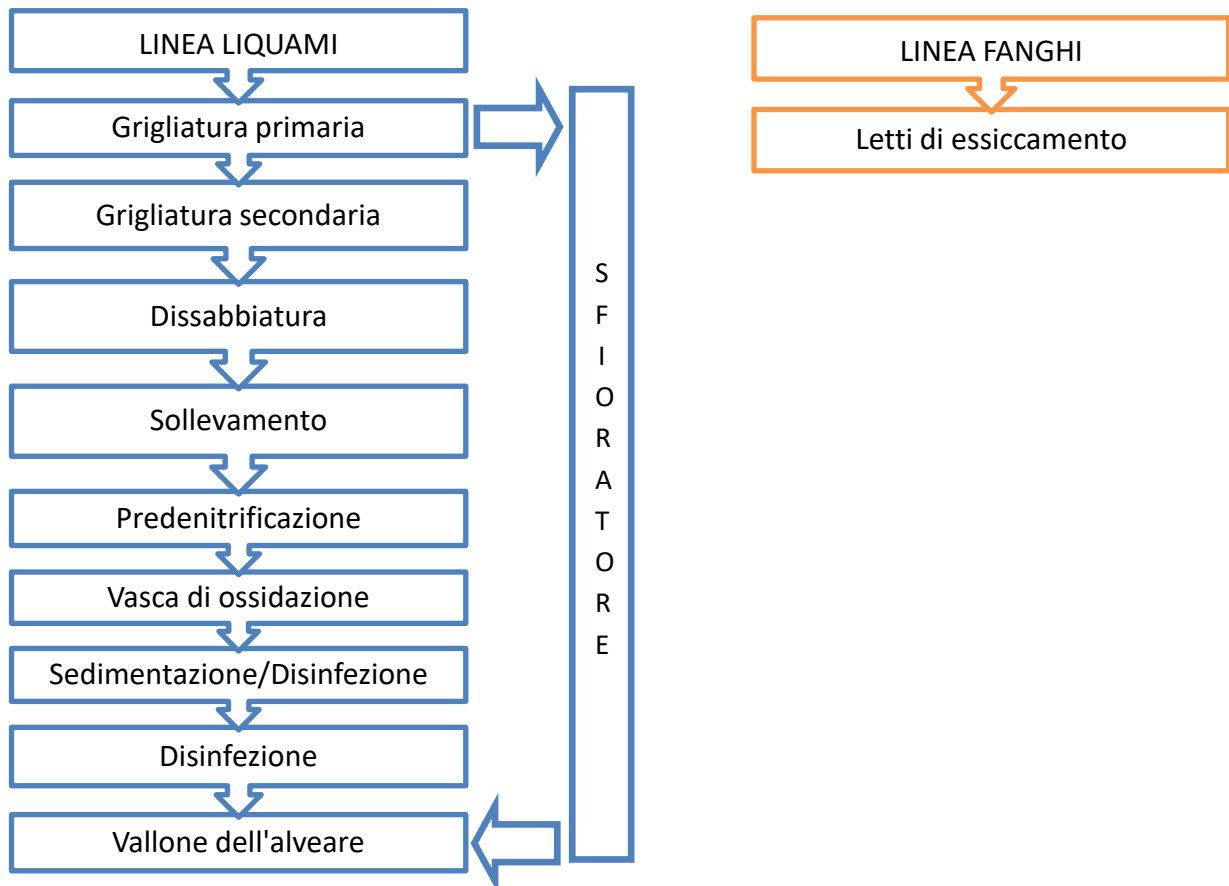 LINEA LIQUAMI
Grigliatura primaria
Grigliatura secondaria
Dissabbiatura
Sollevamento
Predenitrificazione
Vasca di ossidazione
Sedimentazione/Disinfezione
Disinfezione
Vallone dell'alveare
S
F
I
O
R
A
T
O
R
E
LINEA FANGHI
Letti di essiccamento